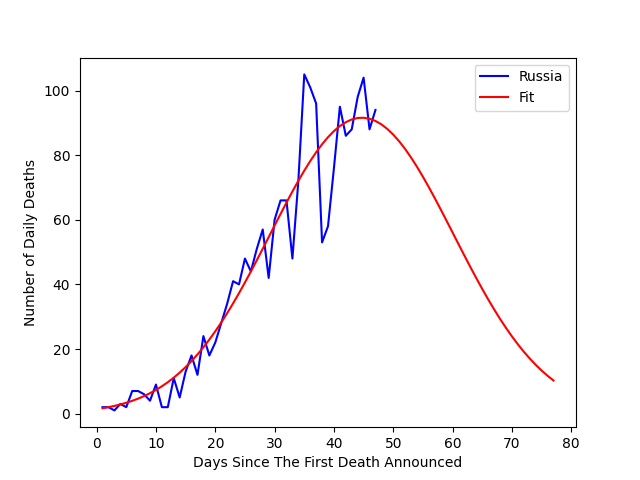 Russia
Fit
Number of Daily Deaths
100
80
60
40
20
0
0 10 20 30 40 50 60 70 80
Days Since The First Death Announced